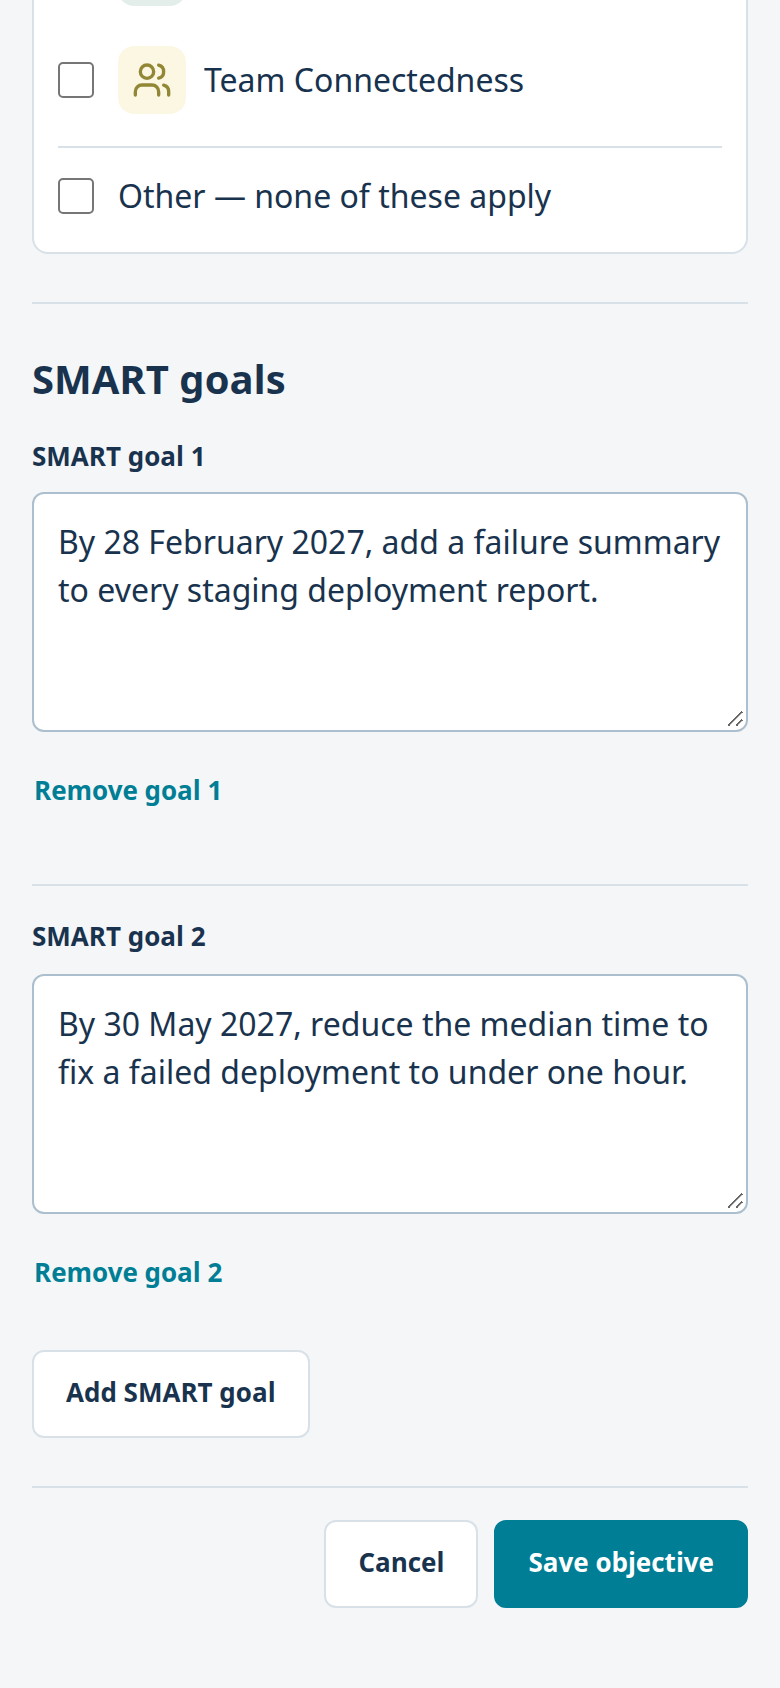 Team Connectedness
Other — none of these apply
SMART goals
SMART goal 1
By 28 February 2027, add a failure summary
to every staging deployment report.
Remove goal 1
SMART goal 2
By 30 May 2027, reduce the median time to
fix a failed deployment to under one hour.
Remove goal 2
Add SMART goal
Cancel
Save objective